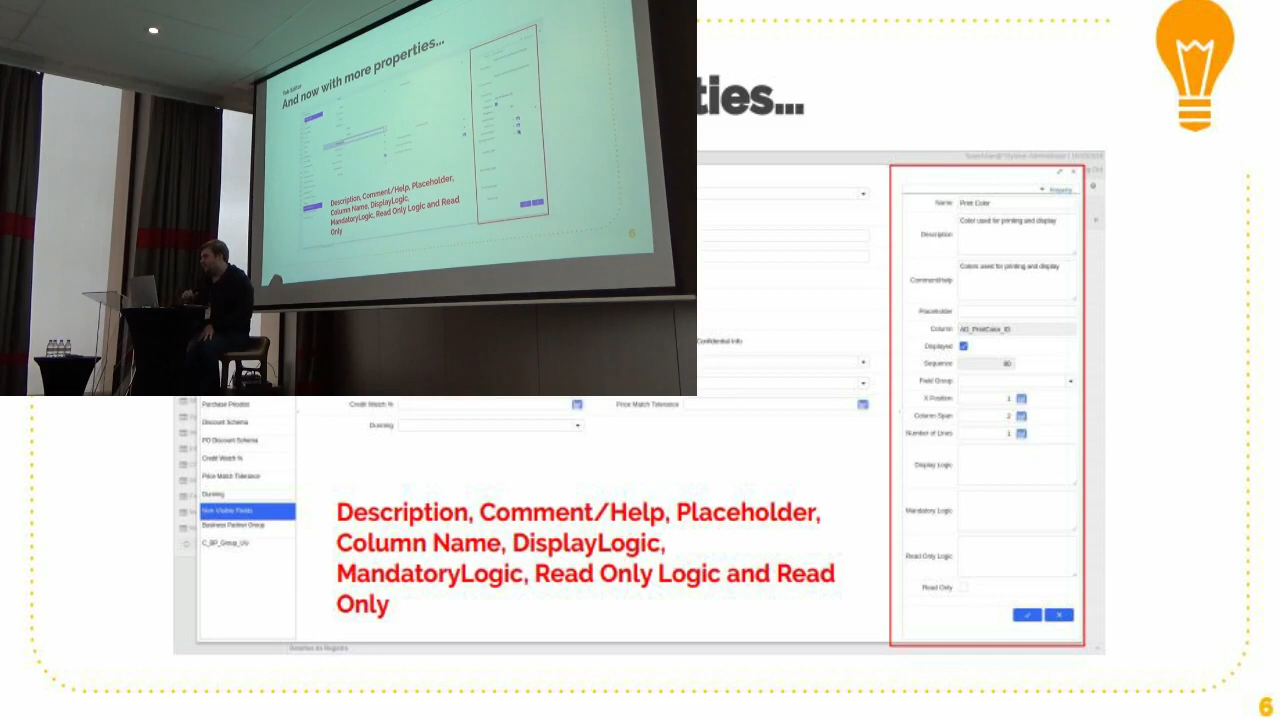 Tab Editor
And now with more properties...
Description, Comment/Help, Placeholder,
Column Name, DisplayLogic,
MandatoryLogic, Read Only Logic and Read
Only
6
ties...
Name Print Color
Description Color used for printing and display
Comment/Help Colors used for printing and display
Placeholder
Column AD_PrintColor_ID
Displayed
Sequence 80
Field Group
X Position 1
Column Span 2
Number of Lines 1
Display Logic
Mandatory Logic
Read Only Logic
Read Only
Confidential Info
Purchase Pricelist
Credit Watch %
Price Match Tolerance
Discount Schema
Dunning
PO Discount Schema
Credit Watch %
Price Match Tolerance
Dunning
Non Visible Fields
Business Partner Group
C_BP_Group_UU
Description, Comment/Help, Placeholder,
Column Name, DisplayLogic,
MandatoryLogic, Read Only Logic and Read
Only
6